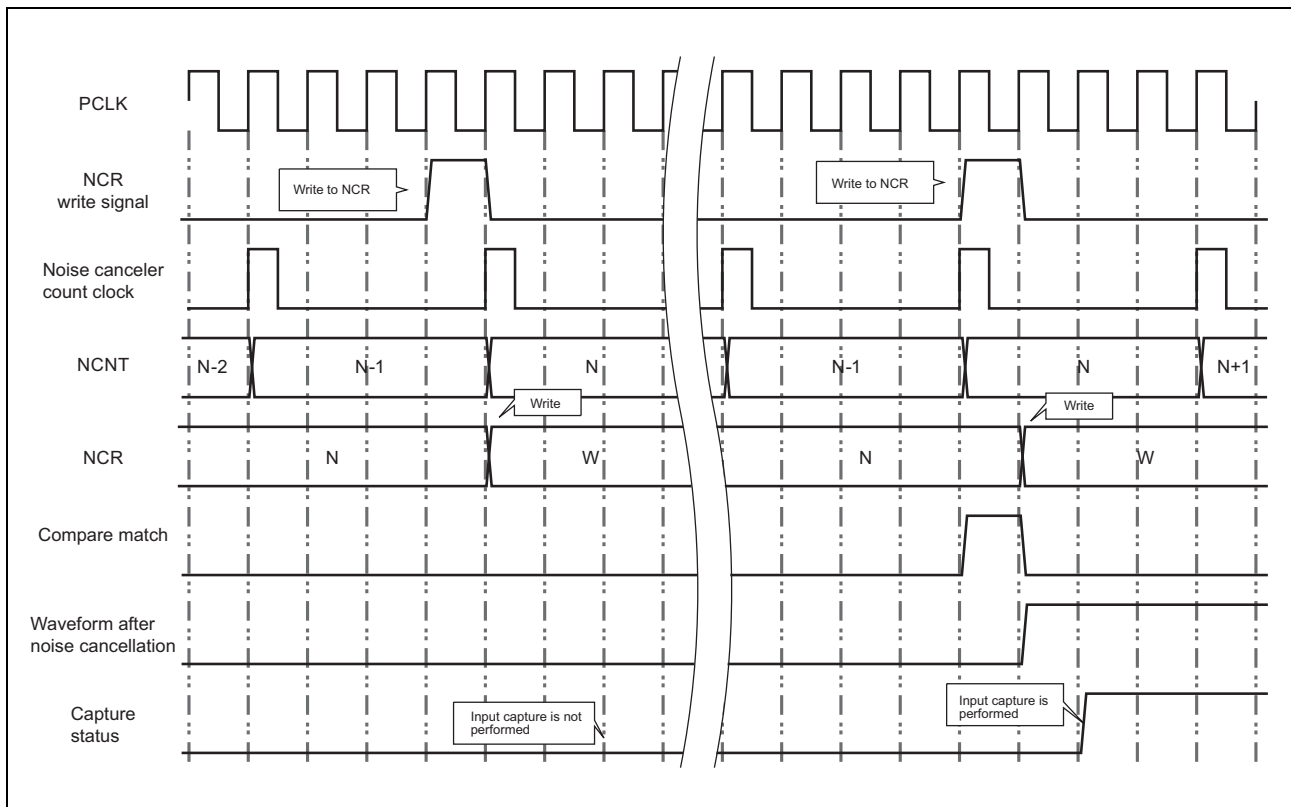 PCLK
NCR
write signal
Write to NCR
Write to NCR
Noise canceler
count clock
NCNT
N-2
N-1
N
N-1
N
N+1
Write
Write
NCR
N
W
N
W
Compare match
Waveform after
noise cancellation
Capture
status
Input capture is not
performed
Input capture is
performed